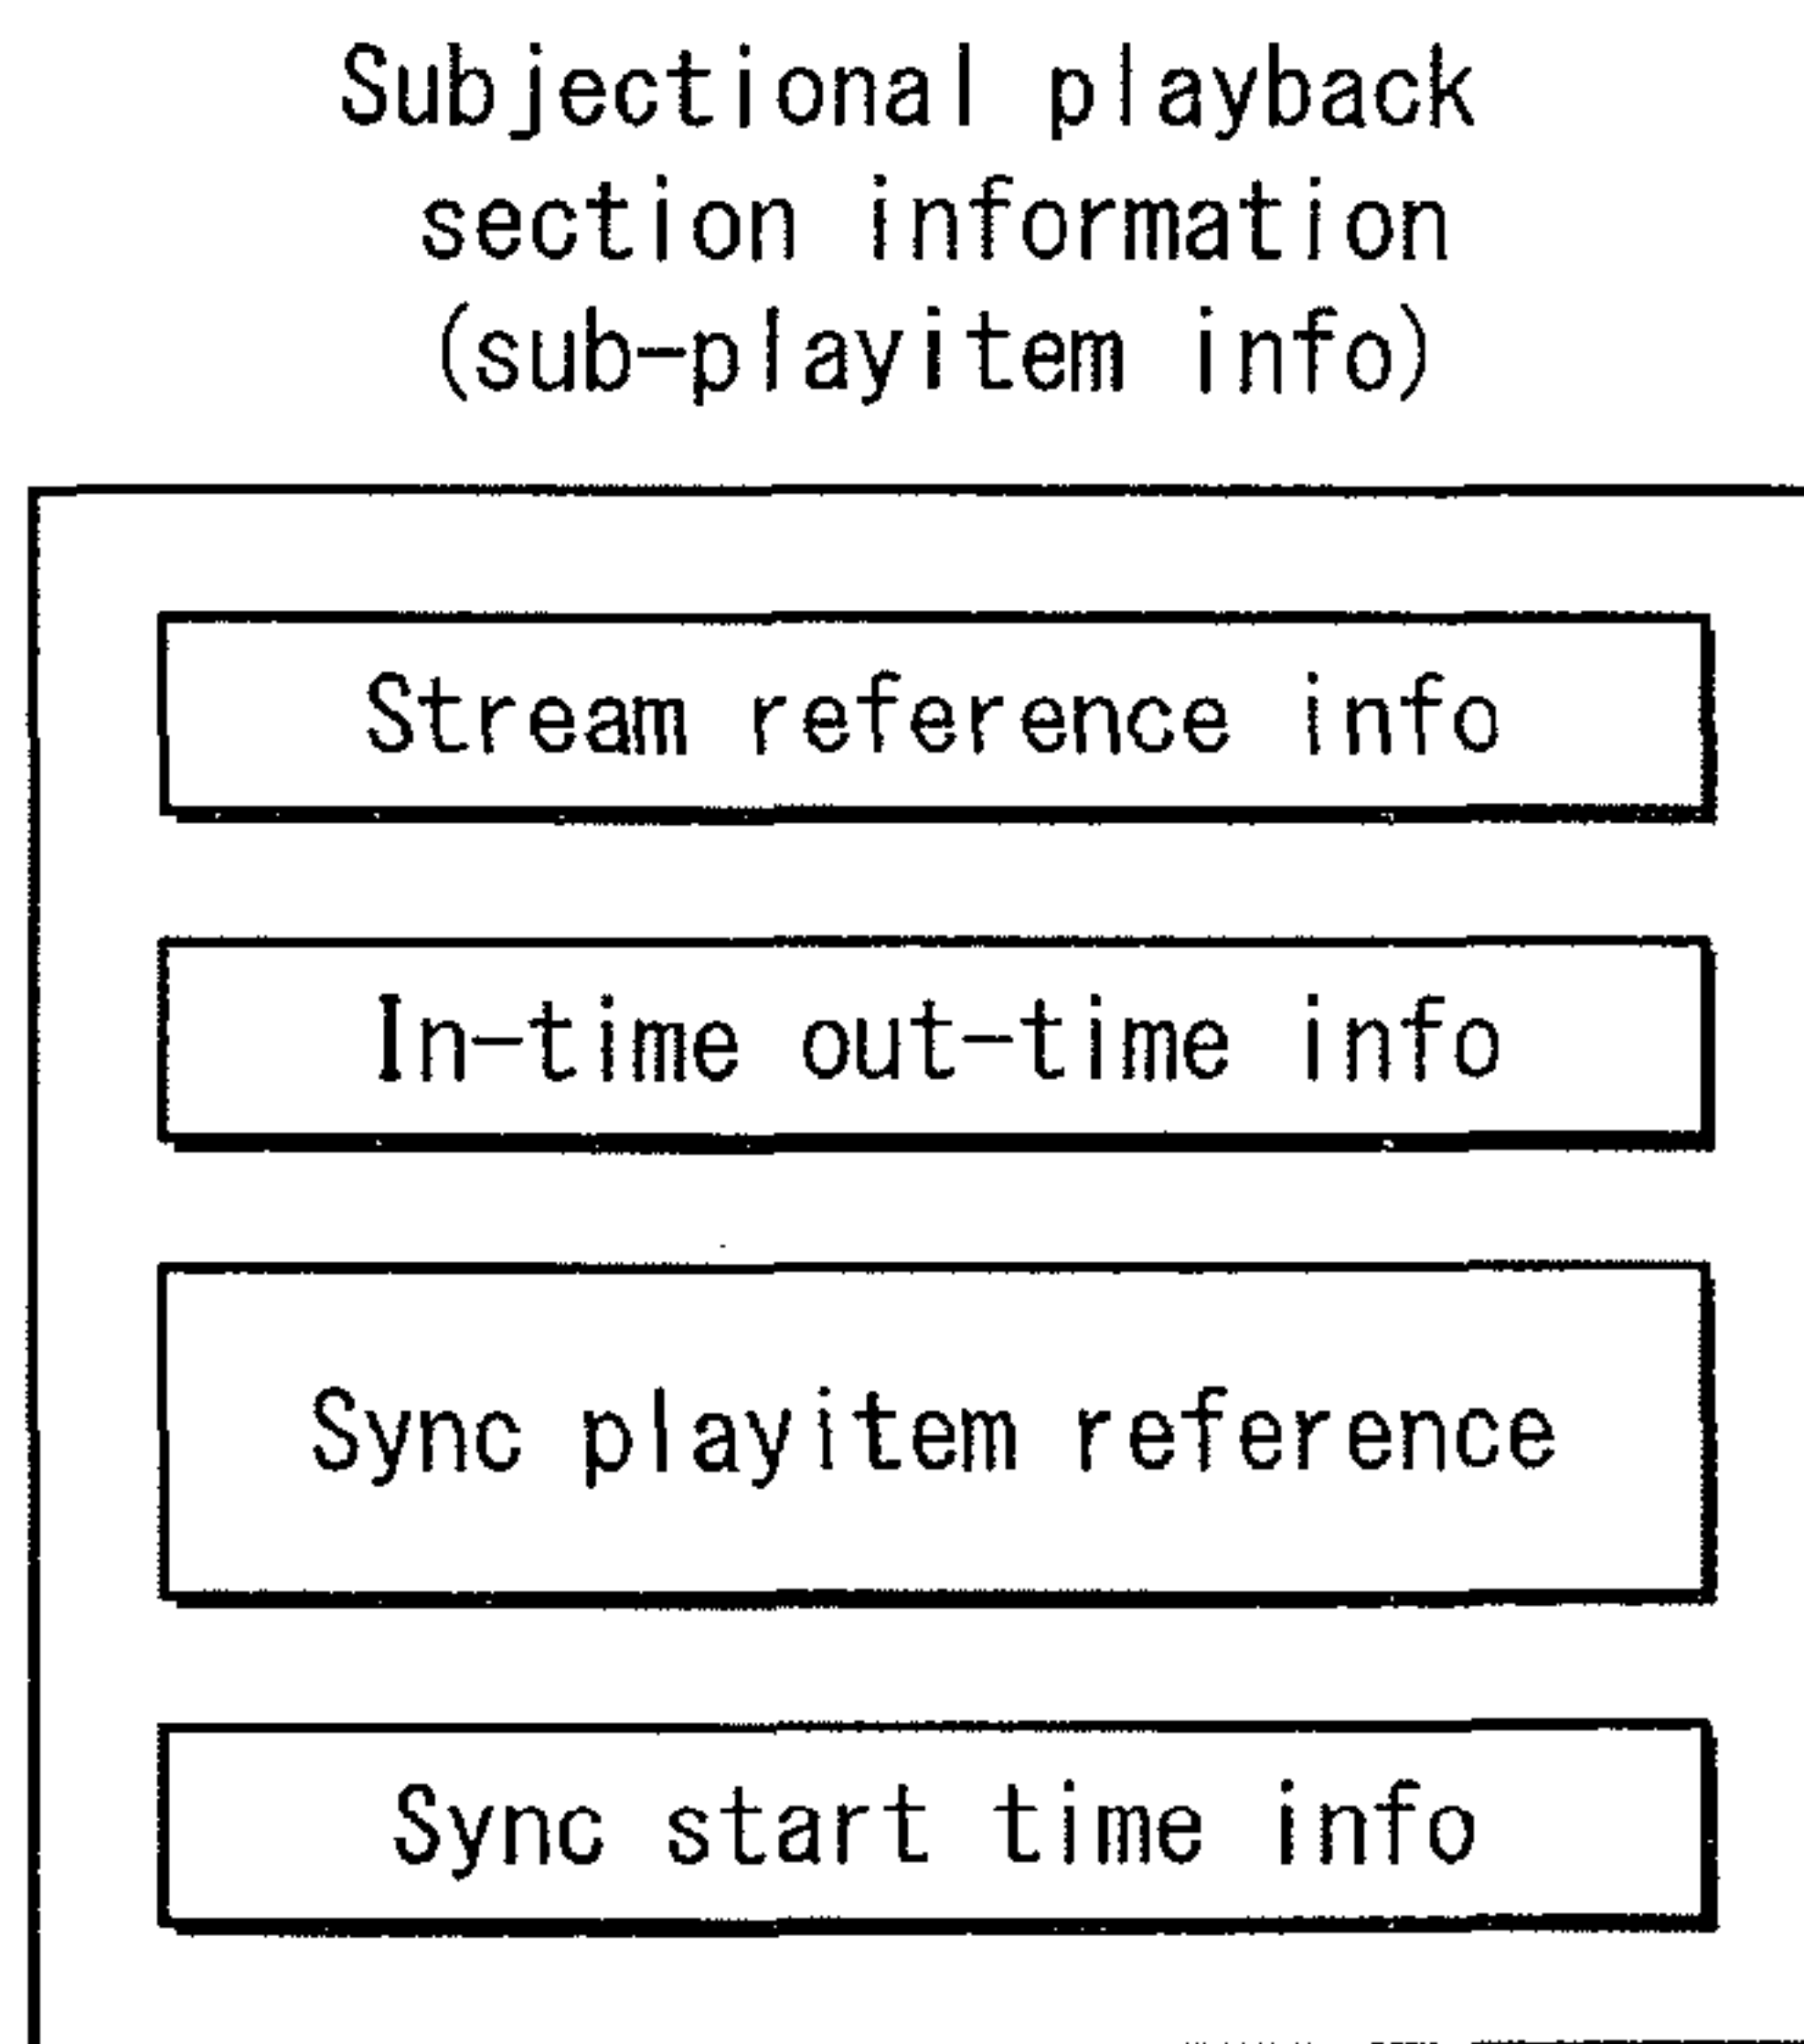 Subjectional playback
section information
(sub-playitem info)
Stream reference info
In-time out-time info
Sync playitem reference
Sync start time info